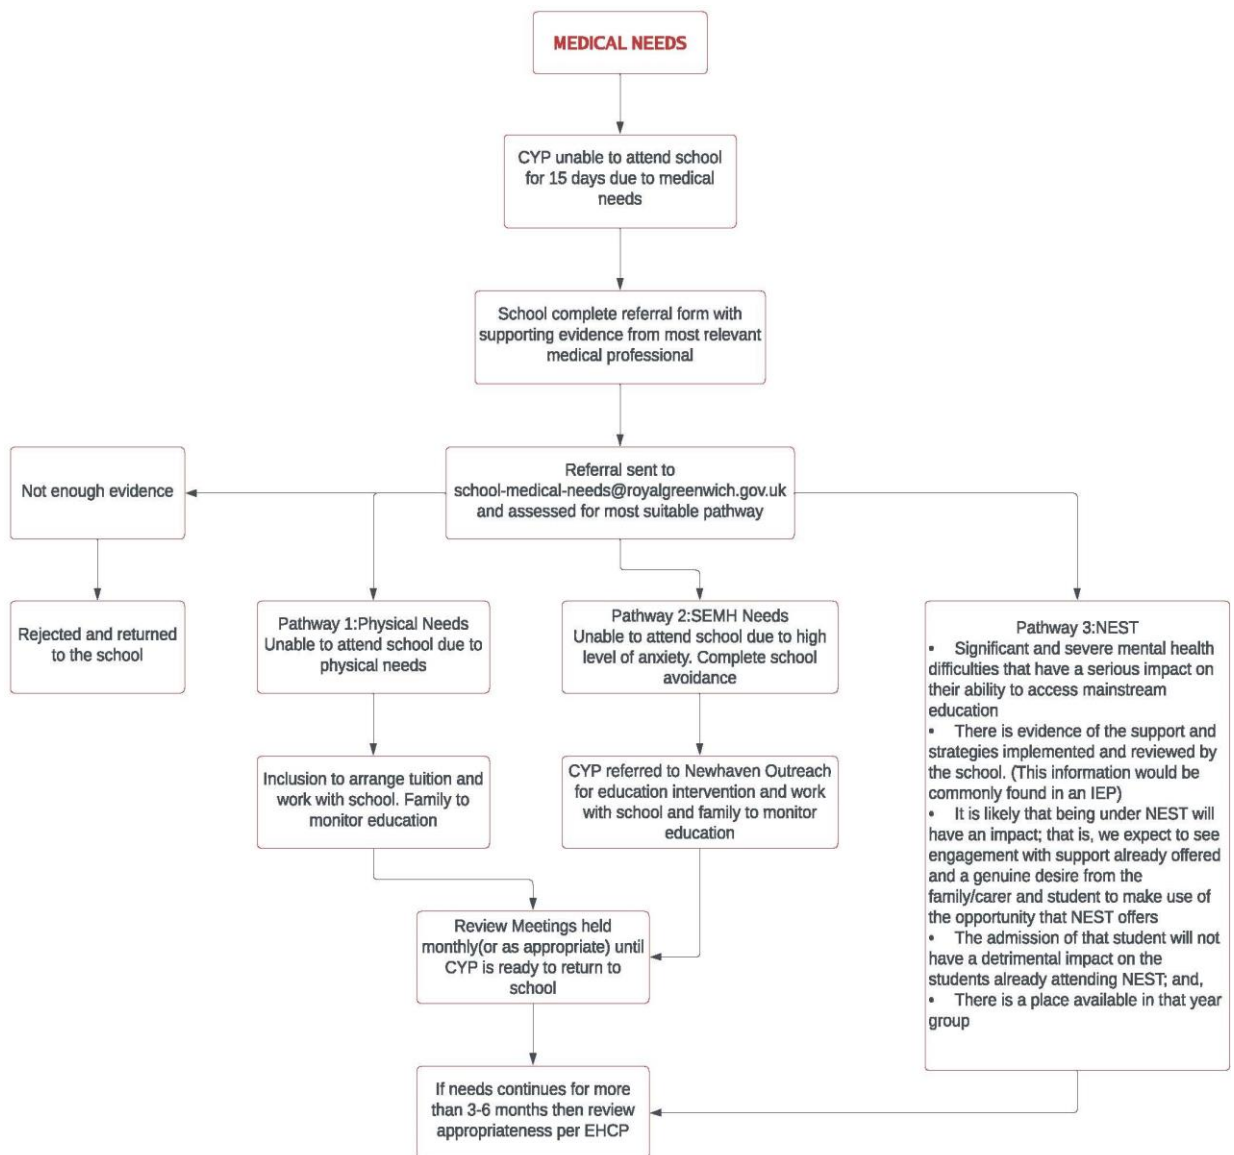 MEDICAL NEEDS
CYP unable to attend school
for 15 days due to medical
needs
School complete referral form with
supporting evidence from most relevant
medical professional
Referral sent to
school-medical-needs@royalgreenwich.gov.uk
and assessed for most suitable pathway
Not enough evidence
Rejected and returned
to the school
Pathway 1:Physical Needs
Unable to attend school due to
physical needs
Pathway 2:SEMH Needs
Unable to attend school due to high
level of anxiety. Complete school
avoidance
Pathway 3:NEST
• Significant and severe mental health
difficulties that have a serious impact on
their ability to access mainstream
education
• There is evidence of the support and
strategies implemented and reviewed by
the school. (This information would be
commonly found in an IEP)
• It is likely that being under NEST will
have an impact; that is, we expect to see
engagement with support already offered
and a genuine desire from the
family/carer and student to make use of
the opportunity that NEST offers
• The admission of that student will not
have a detrimental impact on the
students already attending NEST; and,
• There is a place available in that year
group
Inclusion to arrange tuition and
work with school. Family to
monitor education
CYP referred to Newhaven Outreach
for education intervention and work
with school and family to monitor
education
Review Meetings held
monthly(or as appropriate) until
CYP is ready to return to
school
If needs continues for more
than 3-6 months then review
appropriateness per EHCP